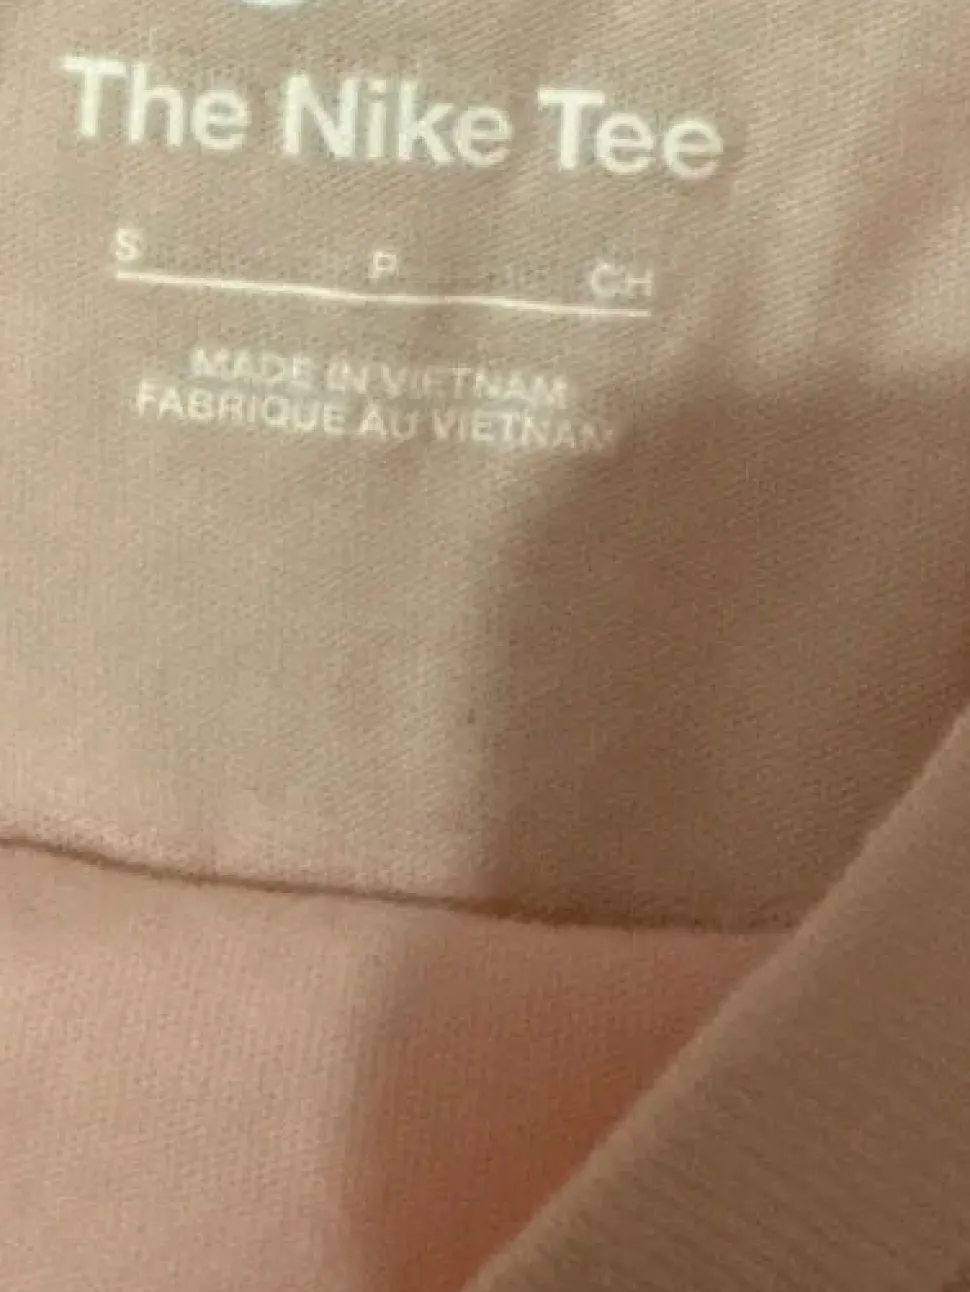 The Nike Tee
S P CH
MADE IN VIETNAM
FABRIQUE AU VIETNAM